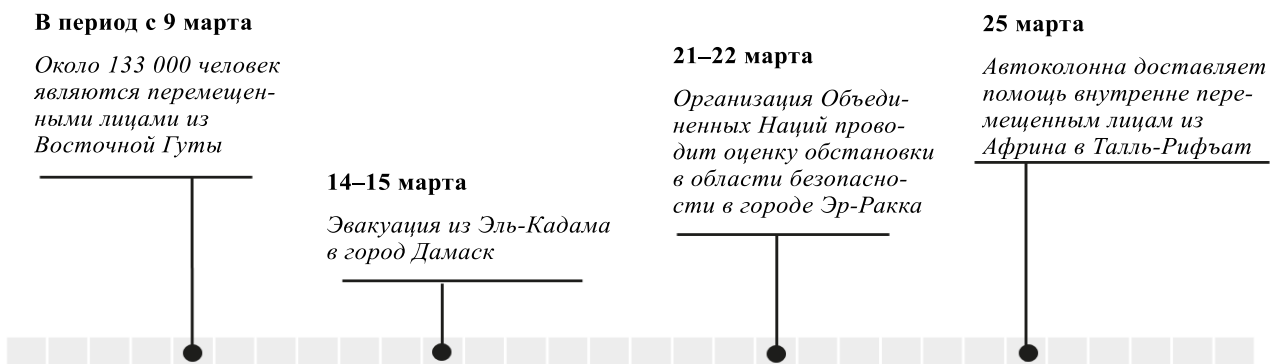 В период с 9 марта
Около 133 000 человек
являются перемещен-
ными лицами из
Восточной Гуты
14–15 марта
Эвакуация из Эль-Кадама
в город Дамаск
21–22 марта
Организация Объеди-
ненных Наций прово-
дит оценку обстановки
в области безопасно-
сти в городе Эр-Ракка
25 марта
Автоколонна доставляет
помощь внутренне пере-
мещенным лицам из
Африна в Талль-Рифъат